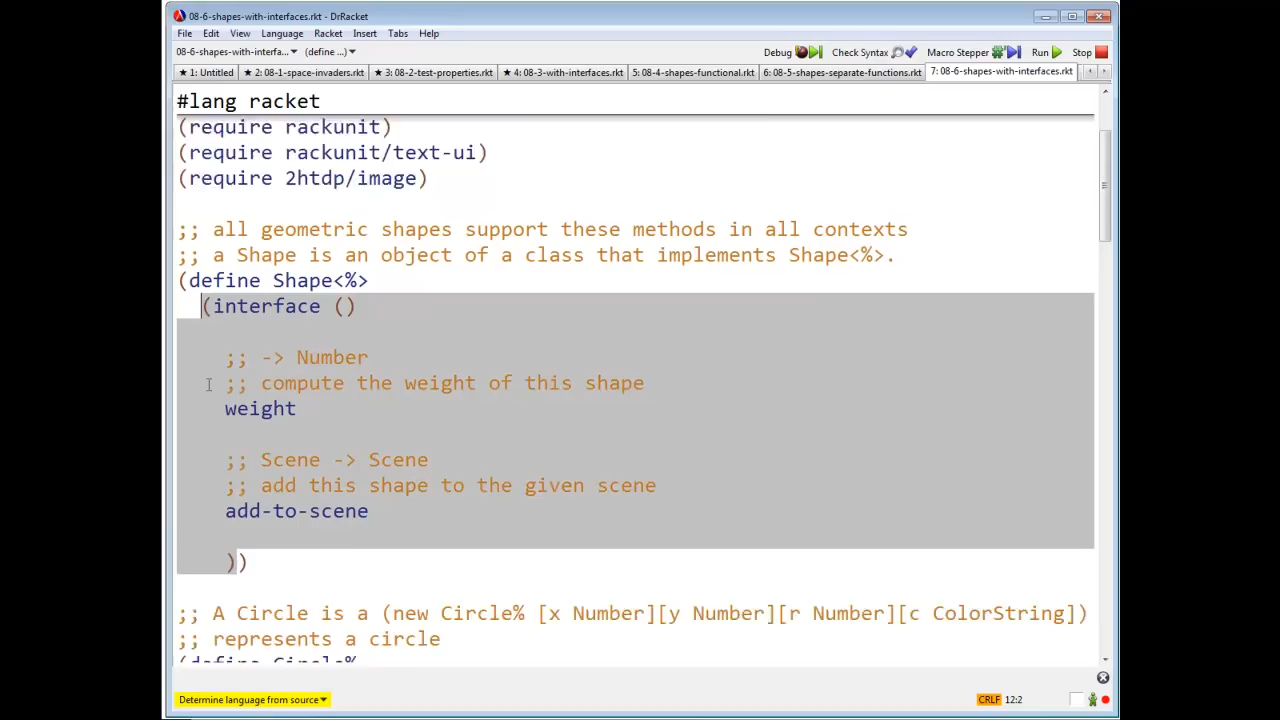 08-6-shapes-with-interfaces.rkt - DrRacket
File Edit View Language Racket Insert Tabs Help
08-6-shapes-with-interfa... (define ...) Debug Check Syntax Macro Stepper Run Stop
★ 1: Untitled ★ 2: 08-1-space-invaders.rkt ★ 3: 08-2-test-properties.rkt ★ 4: 08-3-with-interfaces.rkt 5: 08-4-shapes-functional.rkt 6: 08-5-shapes-separate-functions.rkt 7: 08-6-shapes-with-interfaces.rkt
#lang racket
(require rackunit)
(require rackunit/text-ui)
(require 2htdp/image)
;; all geometric shapes support these methods in all contexts
;; a Shape is an object of a class that implements Shape<%>.
(define Shape<%>
(interface ()
;; -> Number
;; compute the weight of this shape
weight
;; Scene -> Scene
;; add this shape to the given scene
add-to-scene
))
;; A Circle is a (new Circle% [x Number][y Number][r Number][c ColorString])
;; represents a circle
(define Circle%
Determine language from source CRLF 12:2